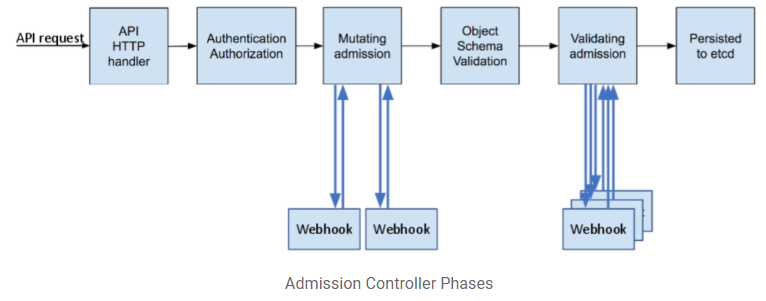 API request
API
HTTP
handler
Authentication
Authorization
Mutating
admission
Object
Schema
Validation
Validating
admission
Persisted
to etcd
Webhook
Webhook
Webhook
Admission Controller Phases